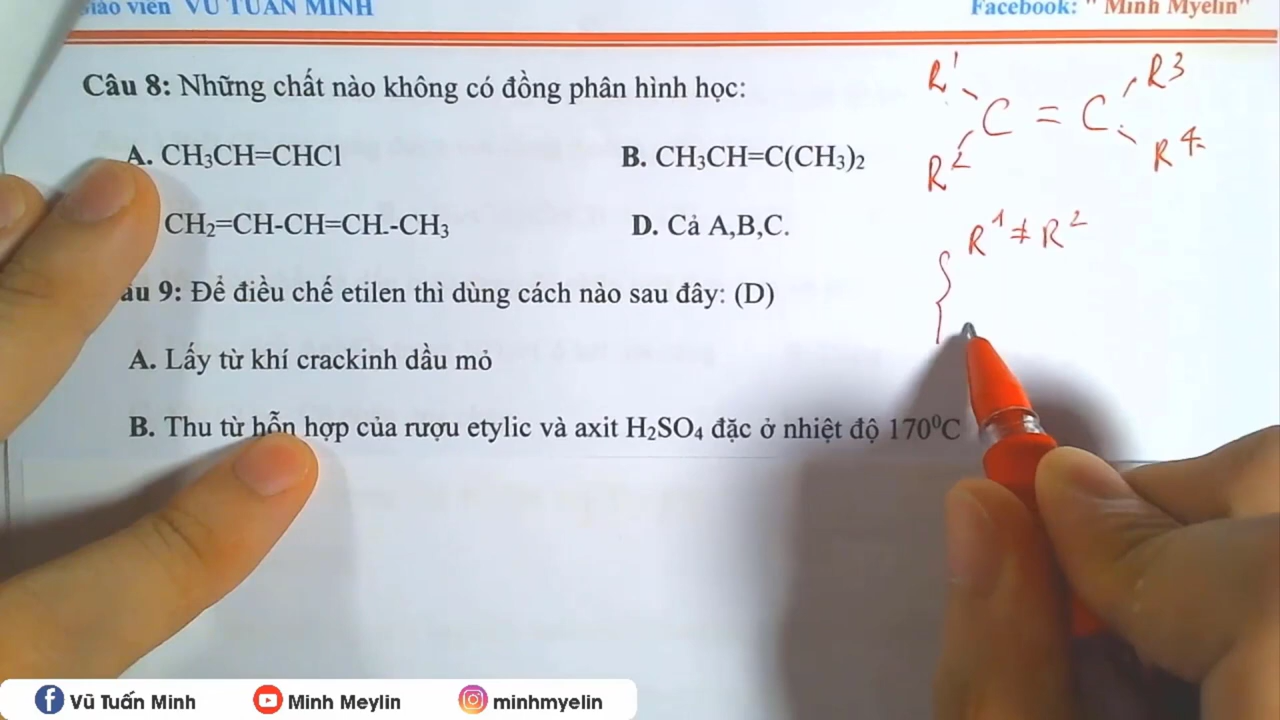 VŨ TUẤN MINH
Facebook: " Minh Myelin"
Câu 8: Những chất nào không có đồng phân hình học:
A. CH₃CH=CHCl
B. CH₃CH=C(CH₃)₂
CH₂=CH-CH=CH.-CH₃
D. Cả A,B,C.
R¹ R² C = C R³ R⁴
R¹ ≠ R²
9: Để điều chế etilen thì dùng cách nào sau đây: (D)
A. Lấy từ khí crackinh dầu mỏ
B. Thu từ hỗn hợp của rượu etylic và axit H₂SO₄ đặc ở nhiệt độ 170⁰C
Vũ Tuấn Minh
Minh Meylin
minhmyelin